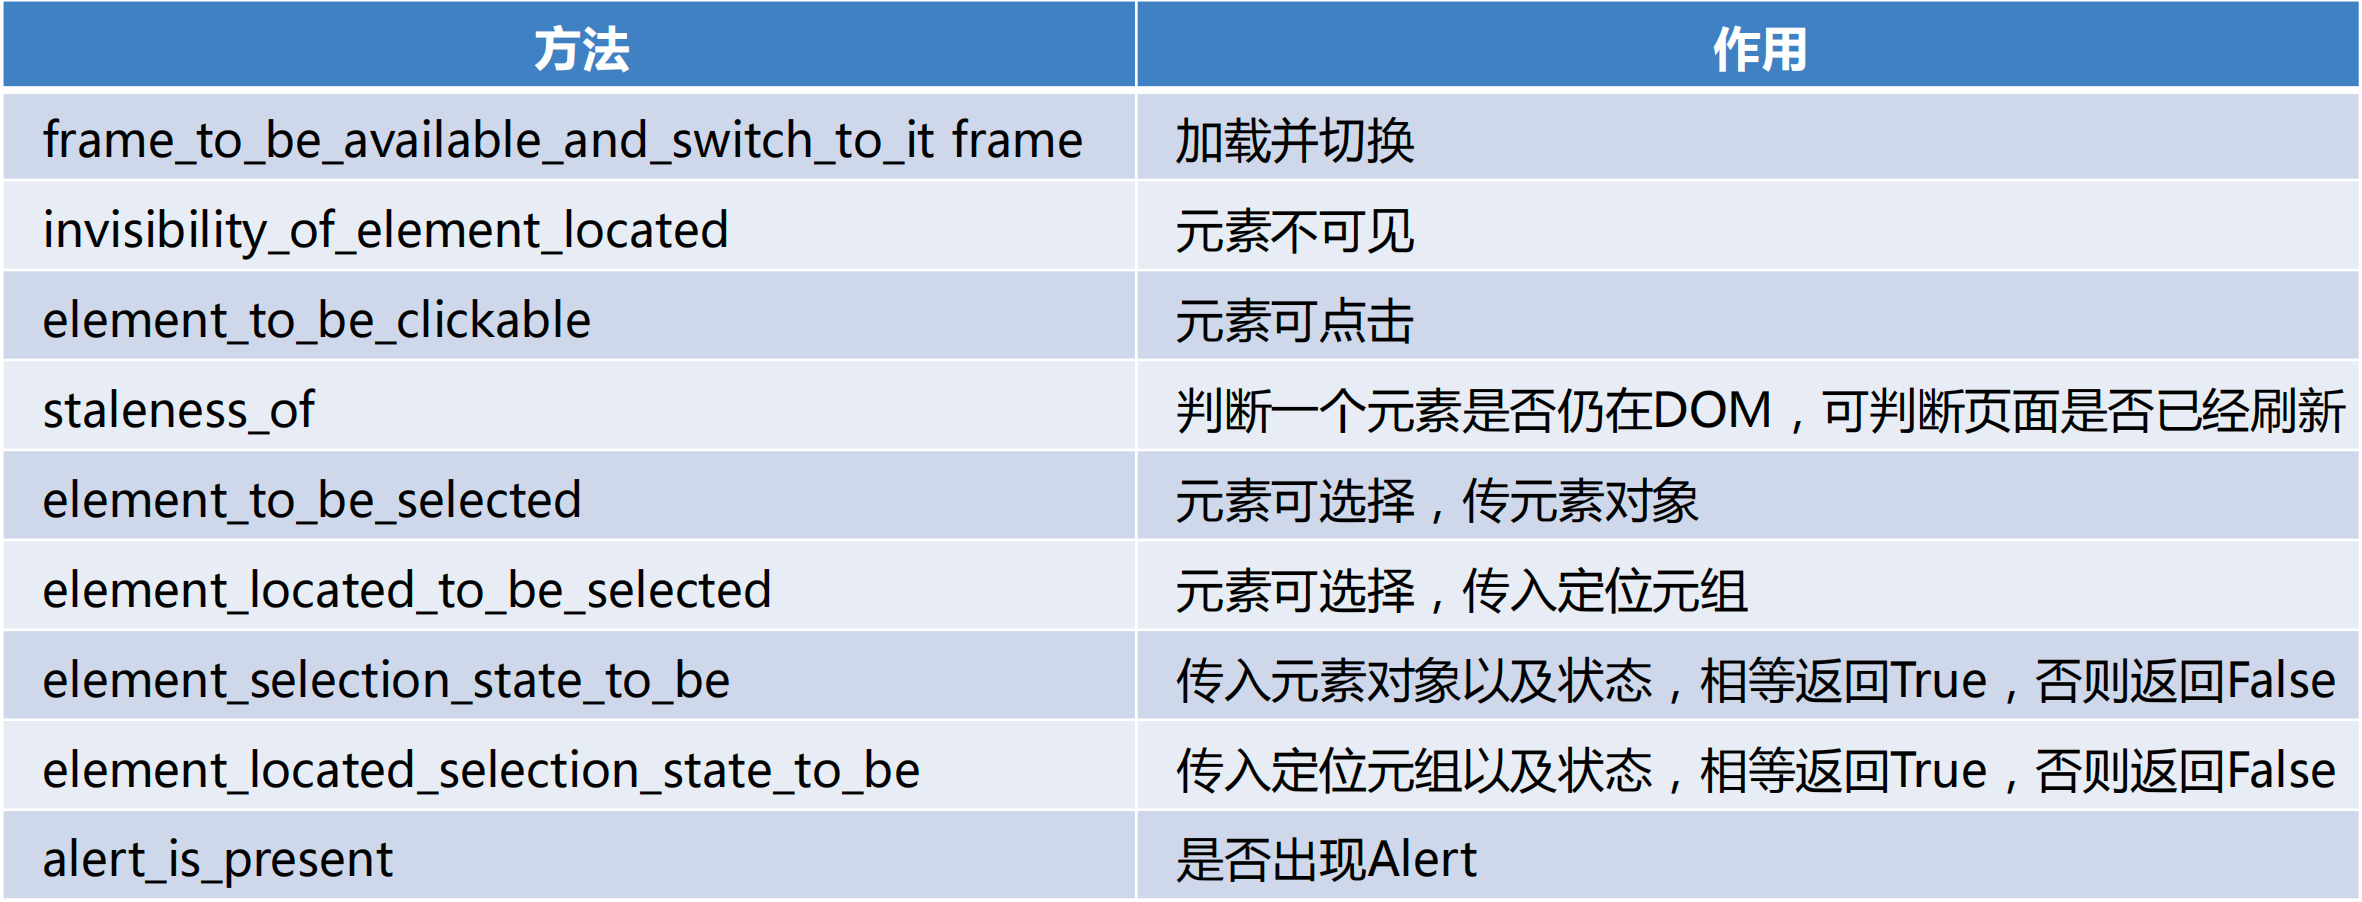 方法 作用
frame_to_be_available_and_switch_to_it frame 加载并切换
invisibility_of_element_located 元素不可见
element_to_be_clickable 元素可点击
staleness_of 判断一个元素是否仍在DOM，可判断页面是否已经刷新
element_to_be_selected 元素可选择，传元素对象
element_located_to_be_selected 元素可选择，传入定位元组
element_selection_state_to_be 传入元素对象以及状态，相等返回True，否则返回False
element_located_selection_state_to_be 传入定位元组以及状态，相等返回True，否则返回False
alert_is_present 是否出现Alert